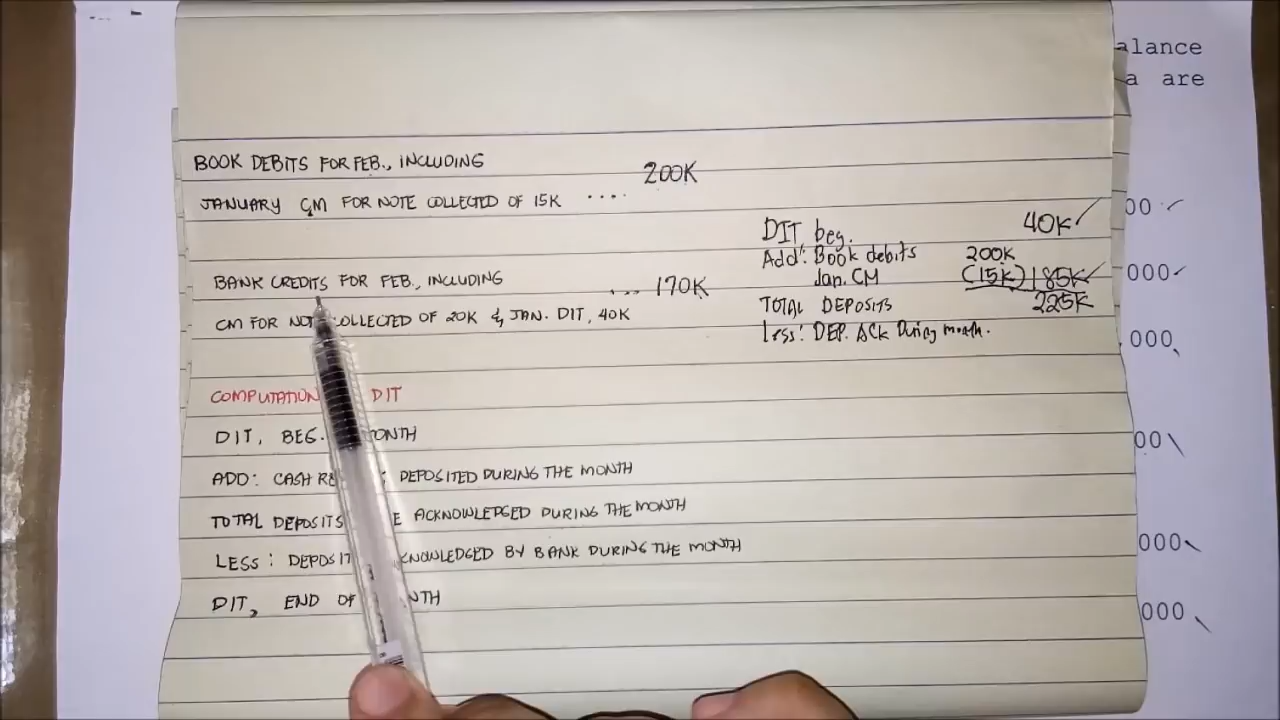 alance
a are
BOOK DEBITS FOR FEB., INCLUDING
200K
JANUARY CM FOR NOTE COLLECTED OF 15K ....
00
DIT, beg. 40K
Add: Book debits 200K
BANK CREDITS FOR FEB., INCLUDING
.... 170K
Jan. CM (15K) 185K
000
CM FOR NOT COLLECTED OF 20K & JAN. DIT, 40K
TOTAL DEPOSITS 225K
less: DEP. ACK During month.
,000
COMPUTATION DIT
DIT, BEG. MONTH
00
ADD: CASH RE DEPOSITED DURING THE MONTH
TOTAL DEPOSITS E ACKNOWLEDGED DURING THE MONTH
LESS: DEPOSIT KNOWLEDGED BY BANK DURING THE MONTH
000
DIT, END OF NTH
000